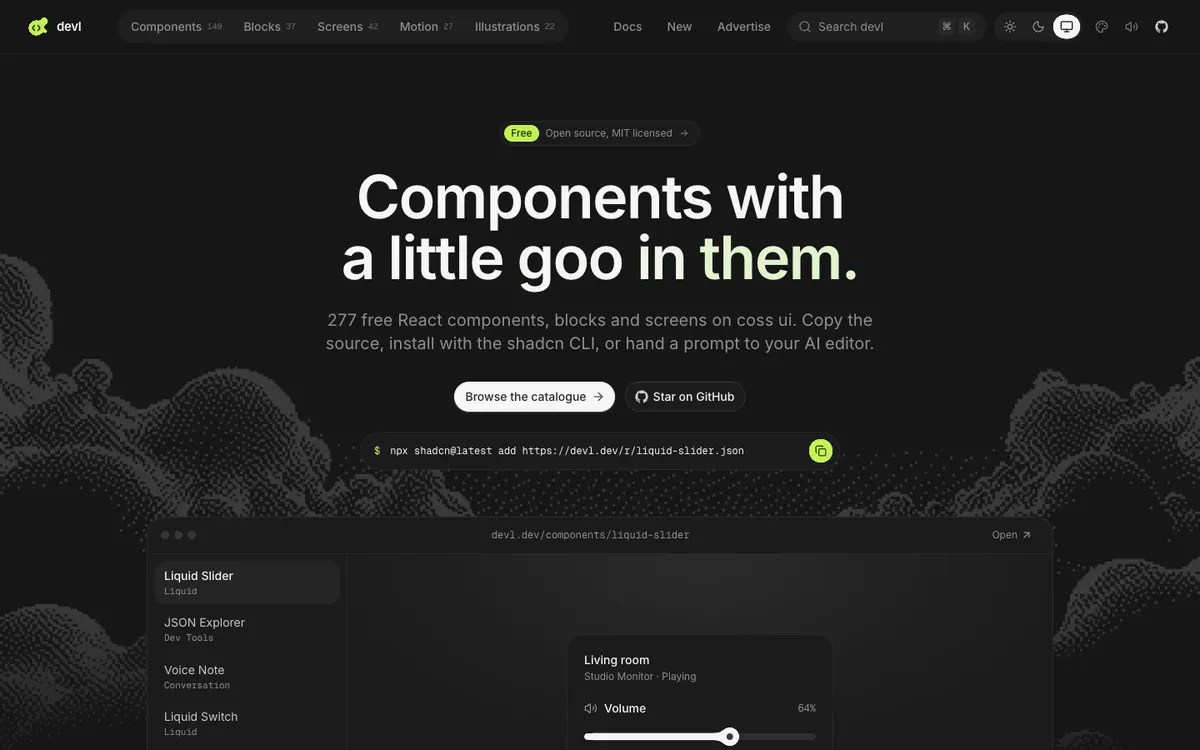 devl
Components 149 Blocks 37 Screens 42 Motion 27 Illustrations 22
Docs New Advertise
Search devl ⌘ K
Free Open source, MIT licensed →
Components with
a little goo in them.
277 free React components, blocks and screens on coss ui. Copy the
source, install with the shadcn CLI, or hand a prompt to your AI editor.
Browse the catalogue →
Star on GitHub
$ npx shadcn@latest add https://devl.dev/r/liquid-slider.json
devl.dev/components/liquid-slider
Open ↗
Liquid Slider
Liquid
JSON Explorer
Dev Tools
Voice Note
Conversation
Liquid Switch
Liquid
Living room
Studio Monitor · Playing
Volume 64%